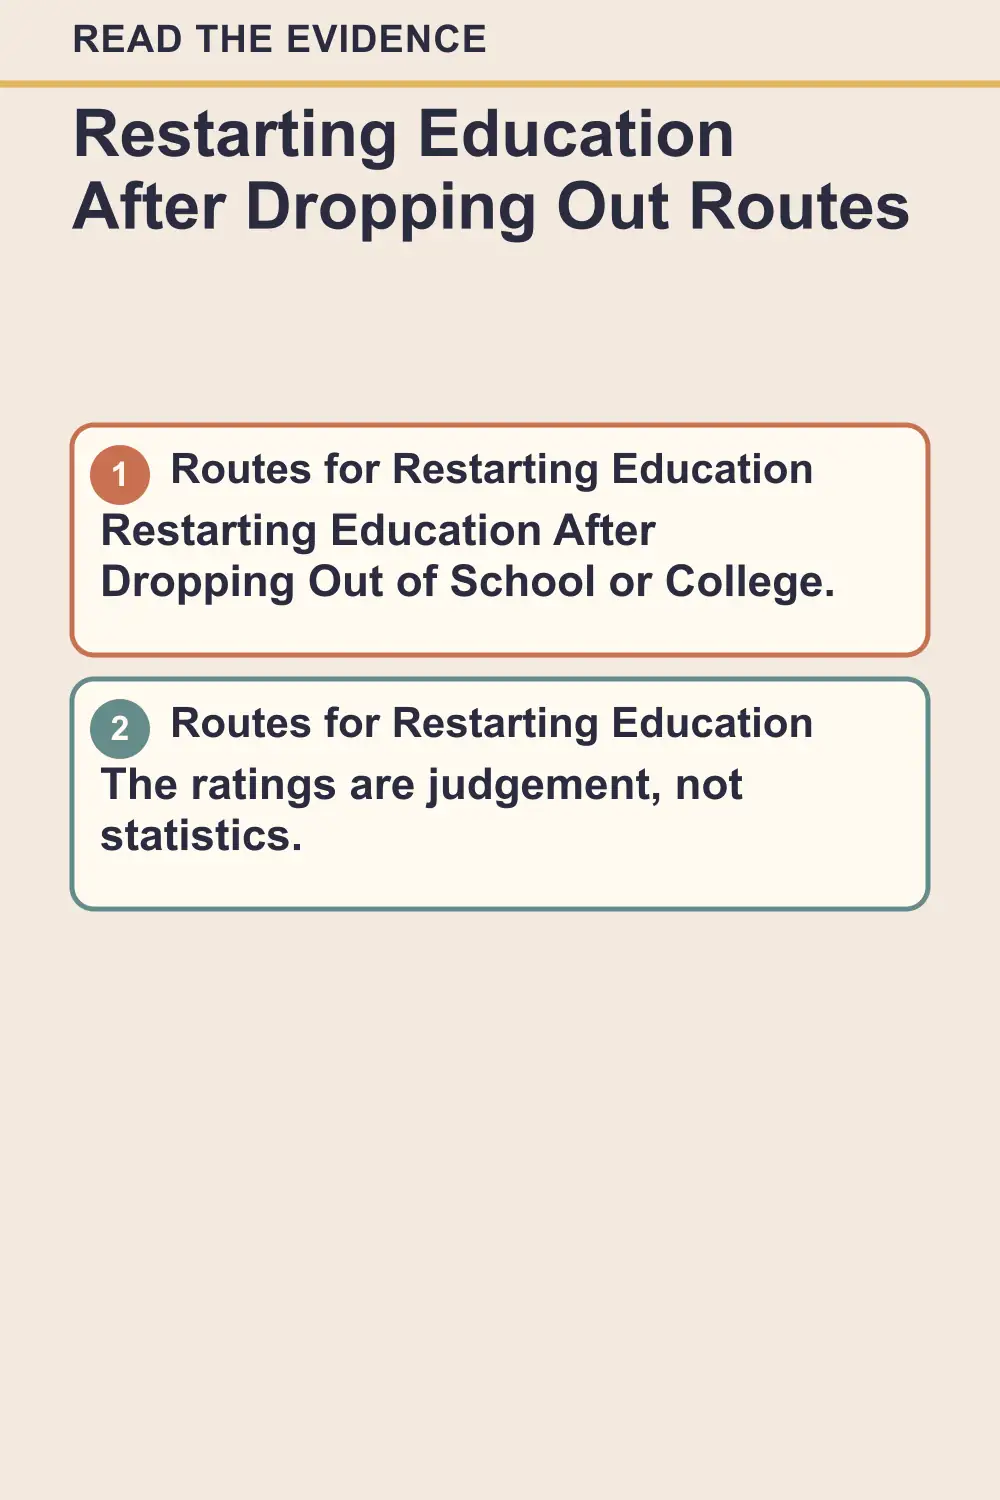 READ THE EVIDENCE
Restarting Education
After Dropping Out Routes
1 Routes for Restarting Education
Restarting Education After
Dropping Out of School or College.
2 Routes for Restarting Education
The ratings are judgement, not
statistics.